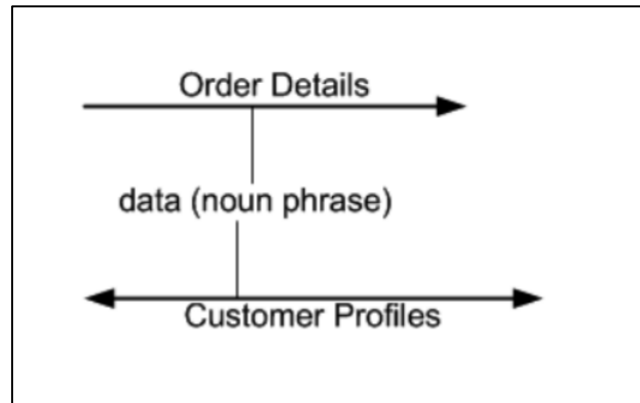 Order Details
data (noun phrase)
Customer Profiles